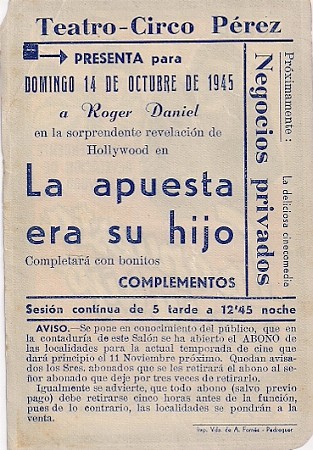 Teatro-Circo Pérez
PRESENTA para
DOMINGO 14 DE OCTUBRE DE 1945
a Roger Daniel
en la sorprendente revelación de
Hollywood en
La apuesta
era su hijo
Completará con bonitos
COMPLEMENTOS
Próximamente:
La deliciosa cinecomedia
Negocios privados
Sesión continua de 5 tarde a 12'45 noche
AVISO.—Se pone en conocimiento del público, que en
la contaduría de este Salón se ha abierto el ABONO de
las localidades para la actual temporada de cine que
dará principio el 11 Noviembre próximo. Quedan avisa-
dos los Sres. abonados que se les retirará el abono al se-
ñor abonado que deje por tres veces de retirarlo.
Igualmente se advierte, que todo abono (salvo previo
pago) debe retirarse cinco horas antes de la función,
pues de lo contrario, las localidades se pondrán a la
venta.
Imp. Vda. de A. Fornés - Pedreguer